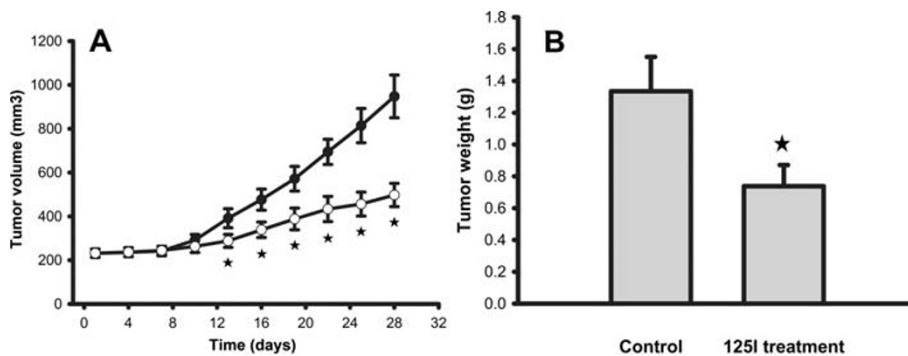 A
1200
1000
800
600
400
200
0
0 4 8 12 16 20 24 28 32
Time (days)
Tumor volume (mm3)
B
1.8
1.6
1.4
1.2
1.0
0.8
0.6
0.4
0.2
0.0
Tumor weight (g)
Control 125I treatment